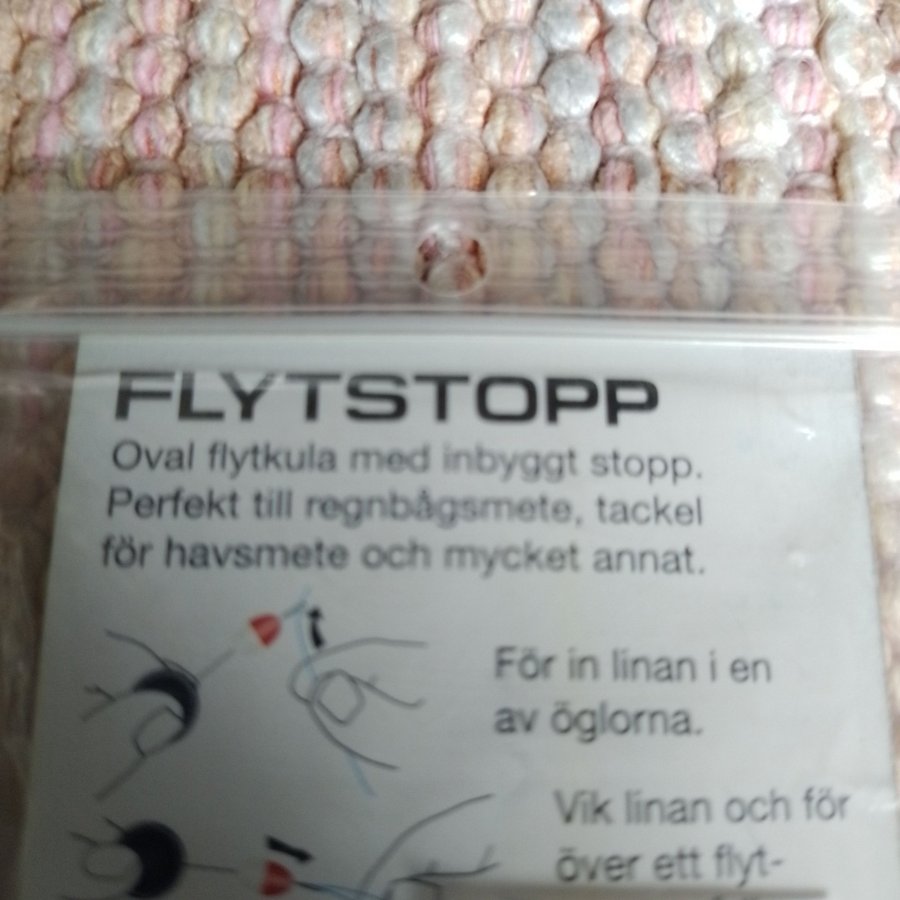 FLYTSTOPP
Oval flytkula med inbyggt stopp.
Perfekt till regnbågsmete, tackel
för havsmete och mycket annat.
För in linan i en
av öglorna.
Vik linan och för
över ett flyt-